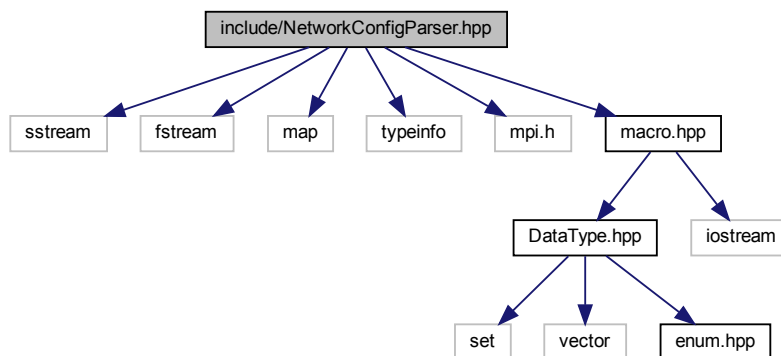 include/NetworkConfigParser.hpp
sstream
fstream
map
typeinfo
mpi.h
macro.hpp
DataType.hpp
iostream
set
vector
enum.hpp